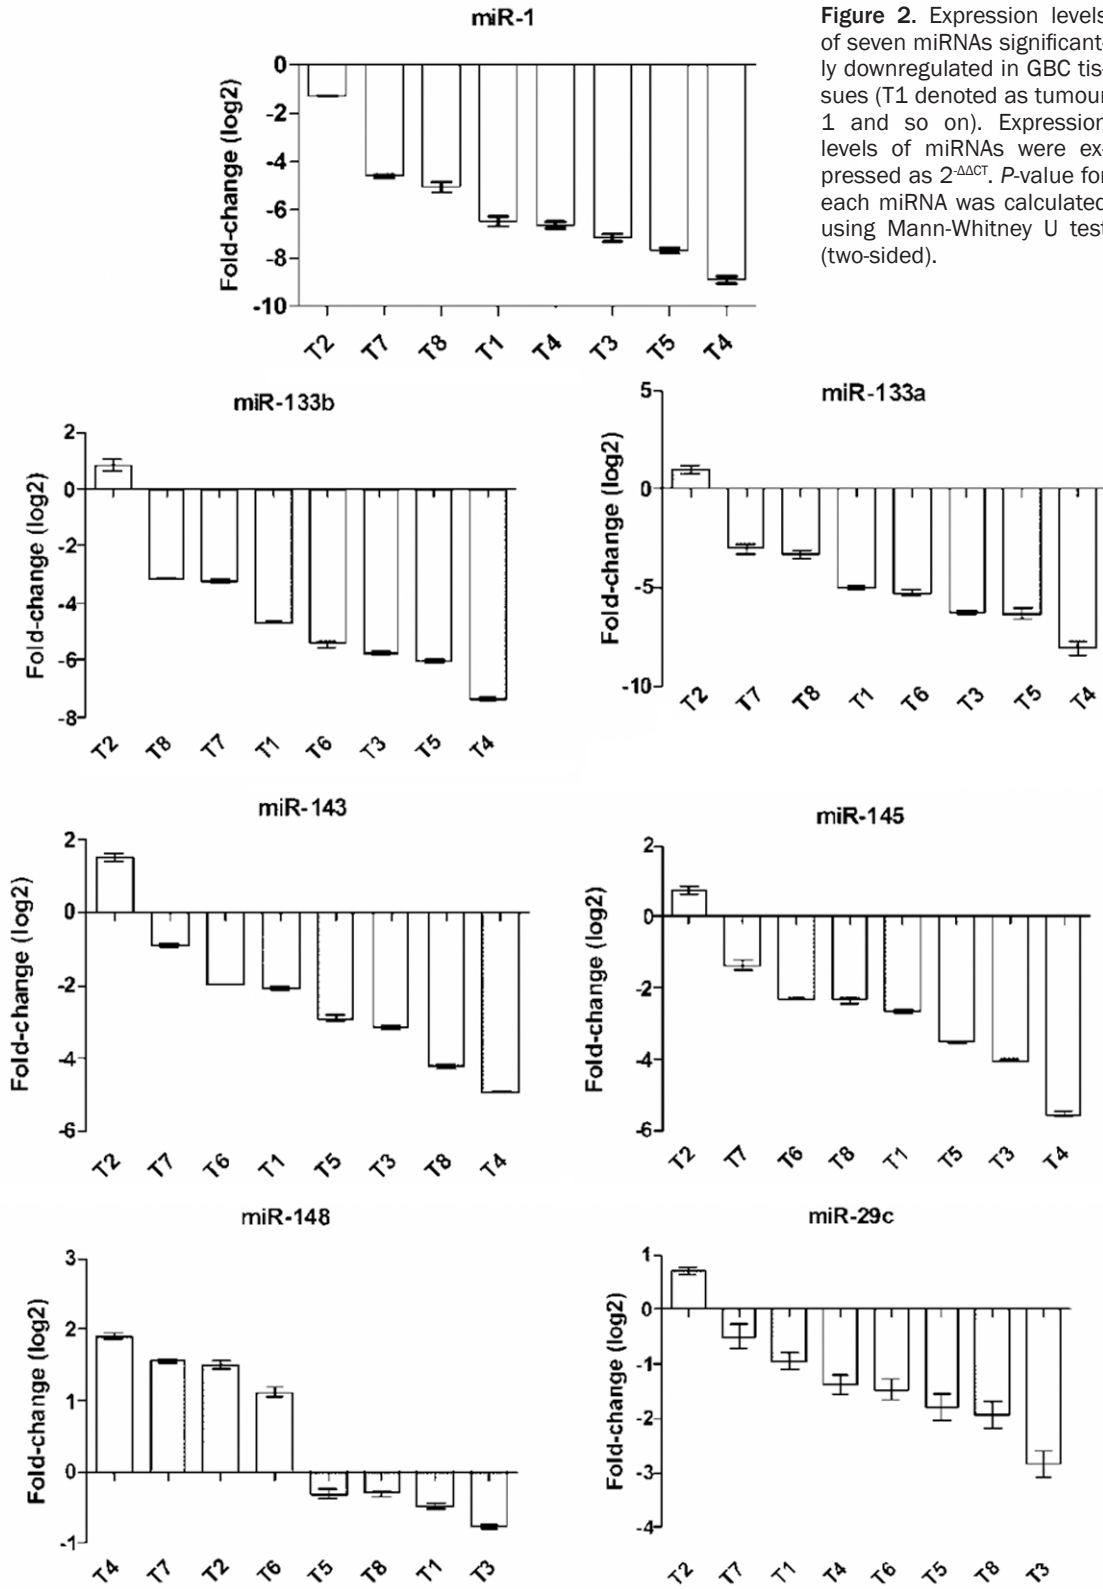 miR-1
Fold-change (log2)
0
-2
-4
-6
-8
-10
T2 T7 T8 T1 T4 T3 T5 T4
Figure 2. Expression levels
of seven miRNAs significant-
ly downregulated in GBC tis-
sues (T1 denoted as tumour
1 and so on). Expression
levels of miRNAs were ex-
pressed as 2-ΔΔCT. P-value for
each miRNA was calculated
using Mann-Whitney U test
(two-sided).
miR-133b
Fold-change (log2)
2
0
-2
-4
-6
-8
T2 T8 T7 T1 T6 T3 T5 T4
miR-133a
Fold-change (log2)
5
0
-5
-10
T2 T7 T8 T1 T6 T3 T5 T4
miR-143
Fold-change (log2)
2
0
-2
-4
-6
T2 T7 T6 T1 T5 T3 T8 T4
miR-145
Fold-change (log2)
2
0
-2
-4
-6
T2 T7 T6 T8 T1 T5 T3 T4
miR-148
Fold-change (log2)
3
2
1
0
-1
T4 T7 T2 T6 T5 T8 T1 T3
miR-29c
Fold-change (log2)
1
0
-1
-2
-3
-4
T2 T7 T1 T4 T6 T5 T8 T3